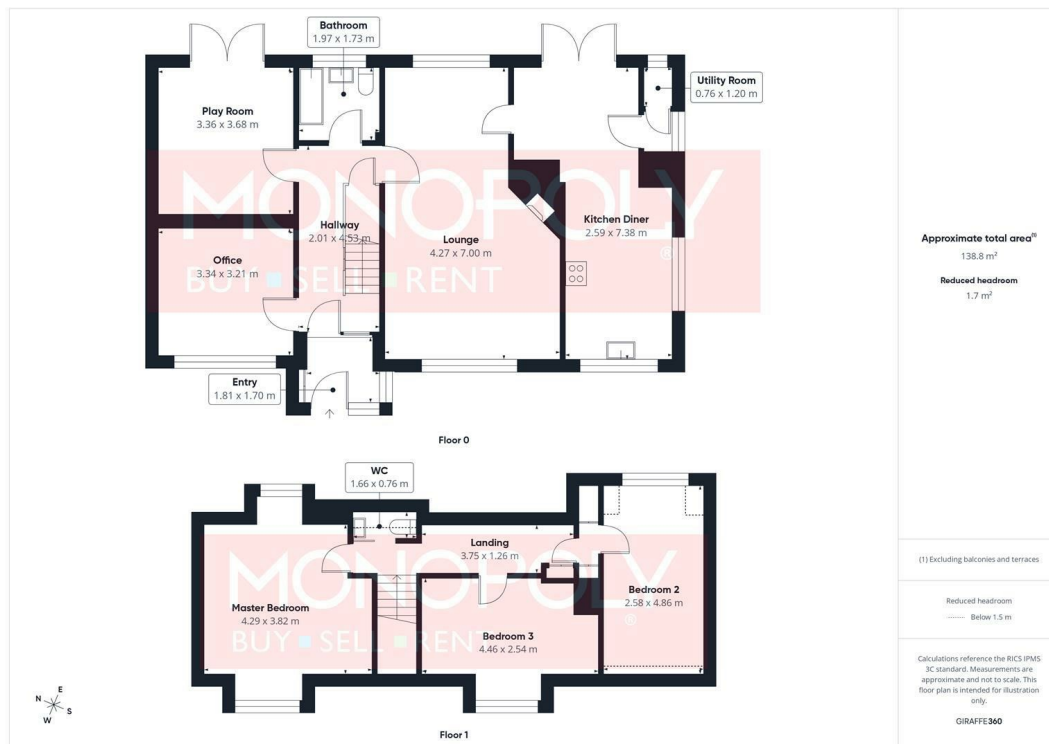 Bathroom
1.97 x 1.73 m
Play Room
3.36 x 3.68 m
Utility Room
0.76 x 1.20 m
MONOPOLY
®
BUY SELL RENT
Hallway
2.01 x 4.53 m
Lounge
4.27 x 7.00 m
Kitchen Diner
2.59 x 7.38 m
Office
3.34 x 3.21 m
Entry
1.81 x 1.70 m
Floor 0
WC
1.66 x 0.76 m
Landing
3.75 x 1.26 m
MONOPOLY
®
BUY SELL RENT
Master Bedroom
4.29 x 3.82 m
Bedroom 2
2.58 x 4.86 m
Bedroom 3
4.46 x 2.54 m
Floor 1
N
E
S
W
Approximate total area(1)
138.8 m²
Reduced headroom
1.7 m²
(1) Excluding balconies and terraces
Reduced headroom
Below 1.5 m
Calculations reference the RICS IPMS
3C standard. Measurements are
approximate and not to scale. This
floor plan is intended for illustration
only.
GIRAFFE360